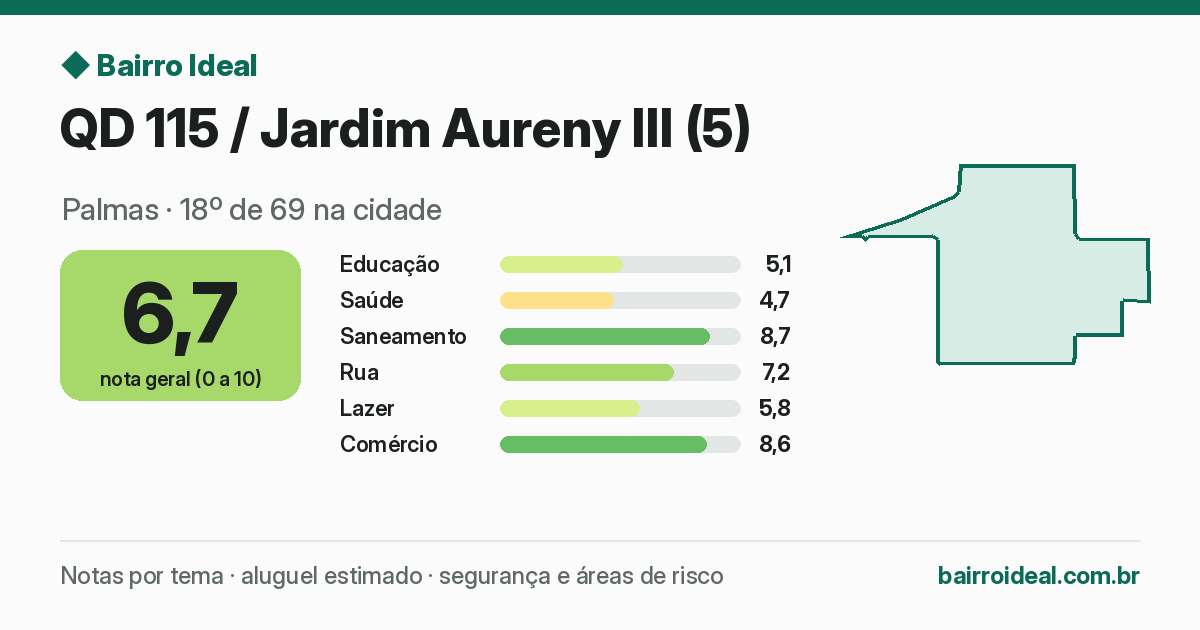 Bairro Ideal
QD 115 / Jardim Aureny III (5)
Palmas · 18º de 69 na cidade
6,7
nota geral (0 a 10)
Educação 5,1
Saúde 4,7
Saneamento 8,7
Rua 7,2
Lazer 5,8
Comércio 8,6
Notas por tema · aluguel estimado · segurança e áreas de risco
bairroideal.com.br